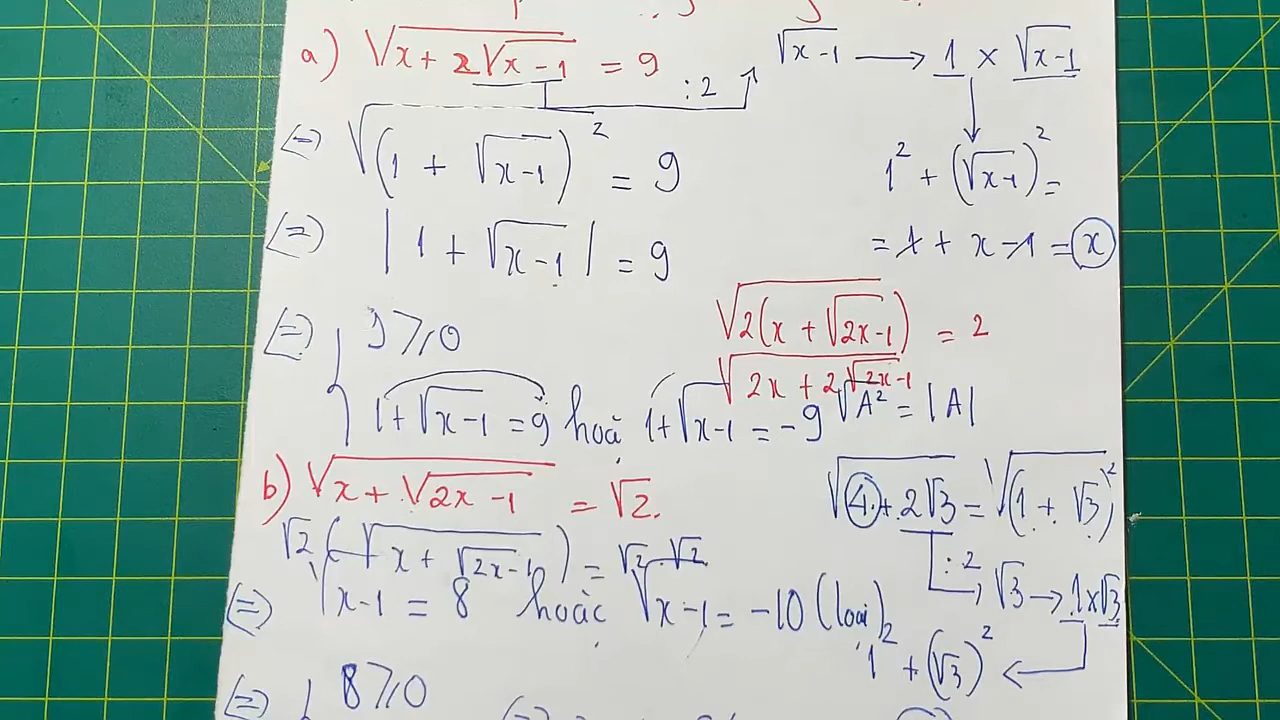 a) √(x + 2√(x - 1)) = 9
: 2
√(x-1) → 1 × √(x-1)
(=) √((1 + √(x-1))²) = 9
1² + (√(x-1))² =
(=) |1 + √(x-1)| = 9
= 1 + x - 1 = x
(=) 9 ⩾ 0
√(2(x + √(2x-1))) = 2
√(2x + 2√(2x-1))
1 + √(x-1) = 9 hoặ 1+√(x-1) = -9
√A² = |A|
b) √(x + √(2x - 1)) = √2.
√(4 + 2√3) = √((1 + √3)²)
√2 (√(x + √(2x-1))) = √2 . √2
: 2 √3 → 1 × √3
(=) √(x-1) = 8 hoặc √(x-1) = -10 (loại)
1² + (√3)²
(=) 8 ⩾ 0